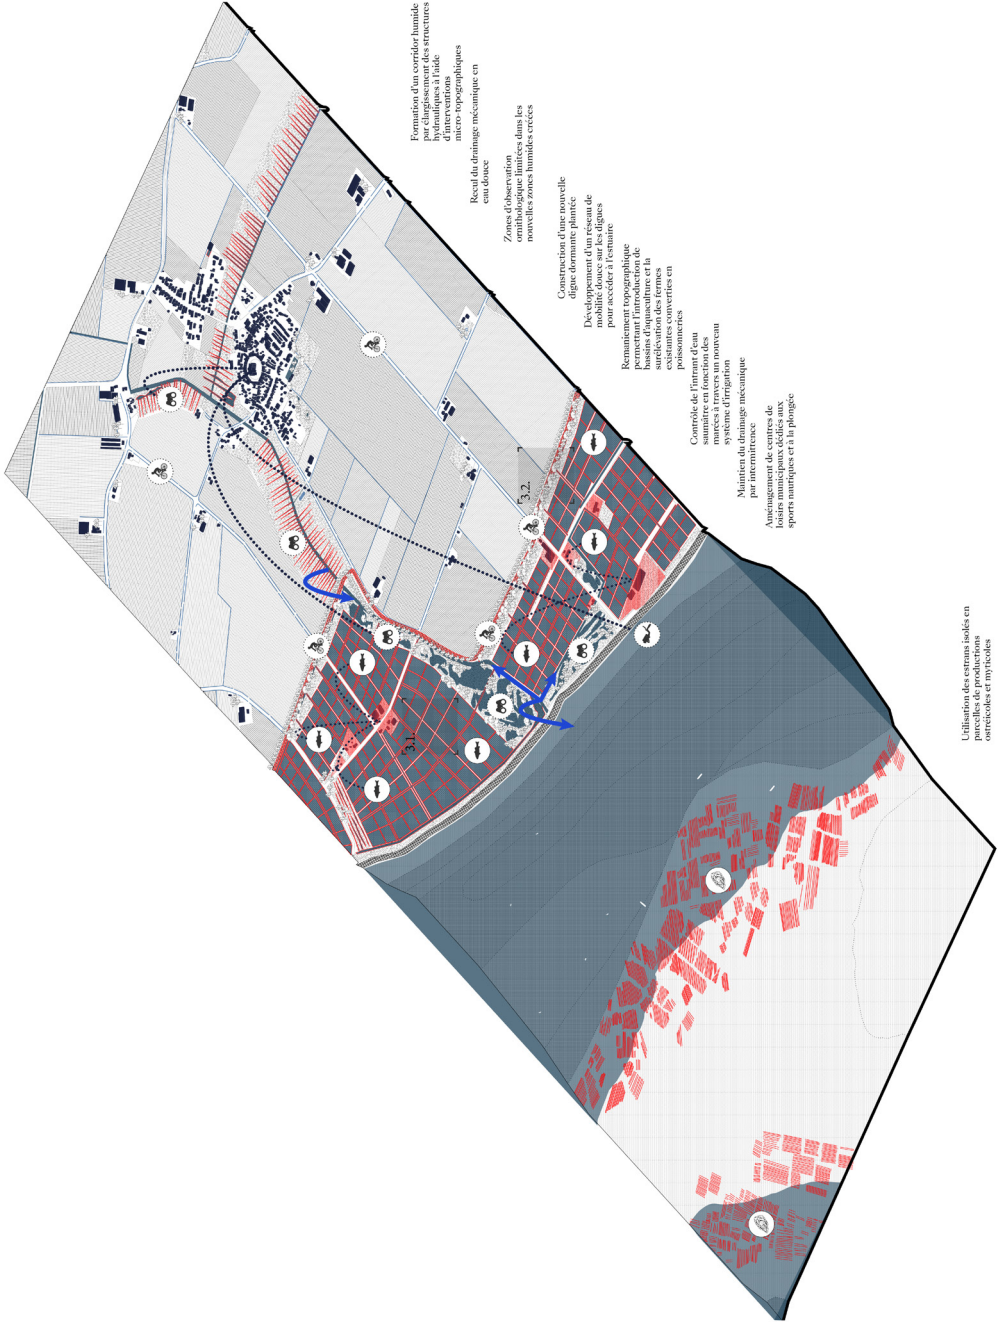 Formation d'un corridor humide
par élargissement des structures
hydrauliques à l'aide
d'interventions
micro-topographiques
Recul du drainage mécanique en
eau douce
Zones d'observation
ornithologique limitées dans les
nouvelles zones humides créées
Construction d'une nouvelle
digue dormante plantée
Développement d'un réseau de
mobilité douce sur les digues
pour accéder à l'estuaire
Remaniement topographique
permettant l'introduction de
bassins d'aquaculture et la
surélévation des fermes
existantes converties en
poissonneries
Contrôle de l'intrant d'eau
saumâtre en fonction des
marées à travers un nouveau
système d'irrigation
Maintien du drainage mécanique
par intermittence
Aménagement de centres de
loisirs municipaux dédiés aux
sports nautiques et à la plongée
Utilisation des estrans isolés en
parcelles de productions
ostréicoles et myticoles
3.2.
3.1.